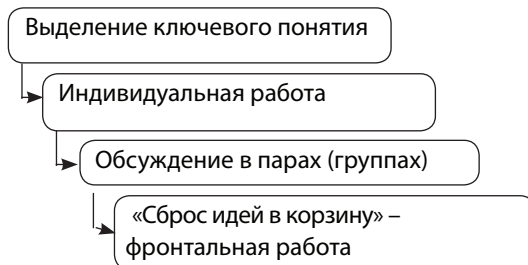 Выделение ключевого понятия
Индивидуальная работа
Обсуждение в парах (группах)
«Сброс идей в корзину» –
фронтальная работа